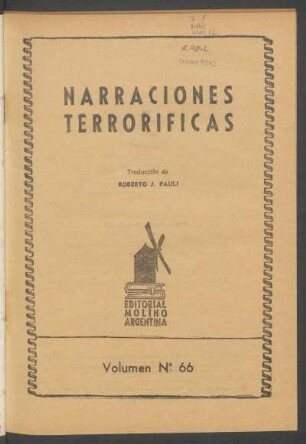 NARRACIONES
TERRORIFICAS
Traducción de
ROBERTO J. PAULI
EDITORIAL
MOLINO
ARGENTINA
Volumen Nº 66